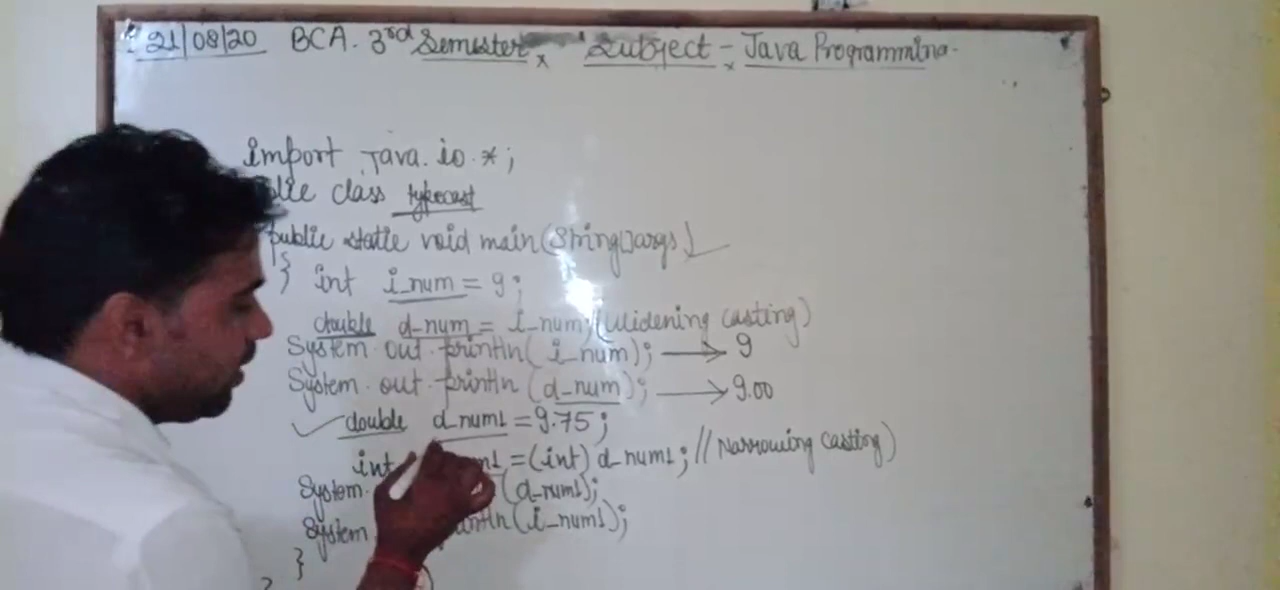 21/08/20 BCA. 3rd Semester x Subject - x Java Programming.
import Java.io.*;
class typecast
public static void main(String[]args)
} int i_num = 9;
double d_num = i_num;(Widening casting)
System.out.println(i_num); → 9
System.out.println(d_num); → 9.00
✓ double d_num1 = 9.75;
int =(int) d_num1; // Narrowing casting)
System. (d_num1);
System. (i_num1);
}